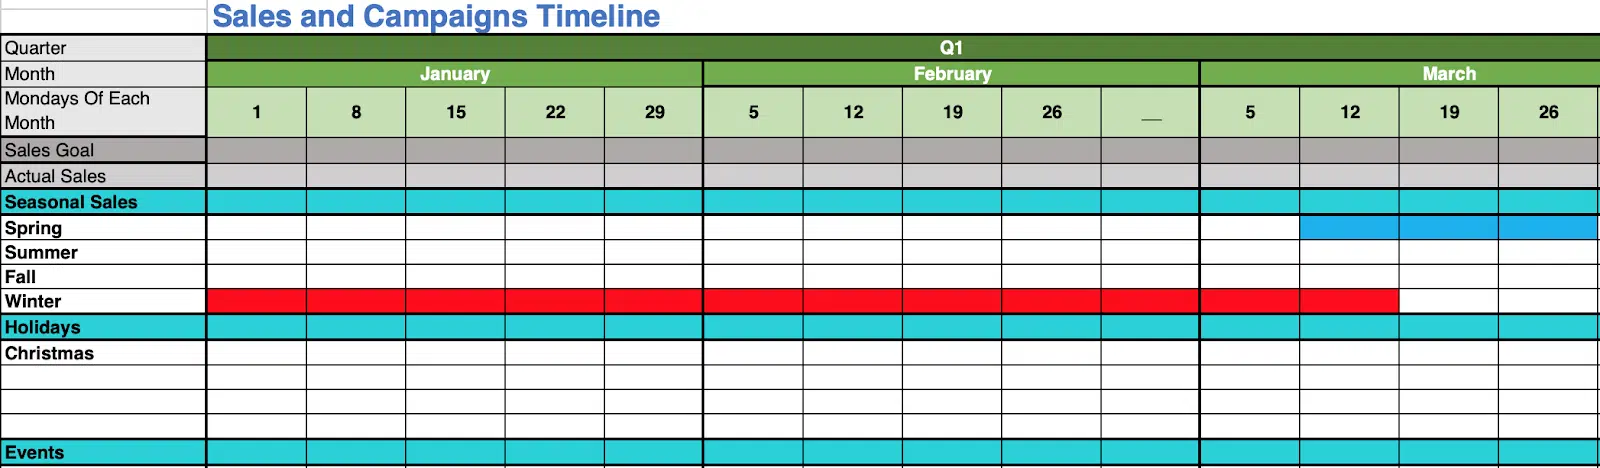 Sales and Campaigns Timeline
Quarter Q1
Month January February March
Mondays Of Each
Month
1 8 15 22 29 5 12 19 26 __ 5 12 19 26
Sales Goal
Actual Sales
Seasonal Sales
Spring
Summer
Fall
Winter
Holidays
Christmas
Events